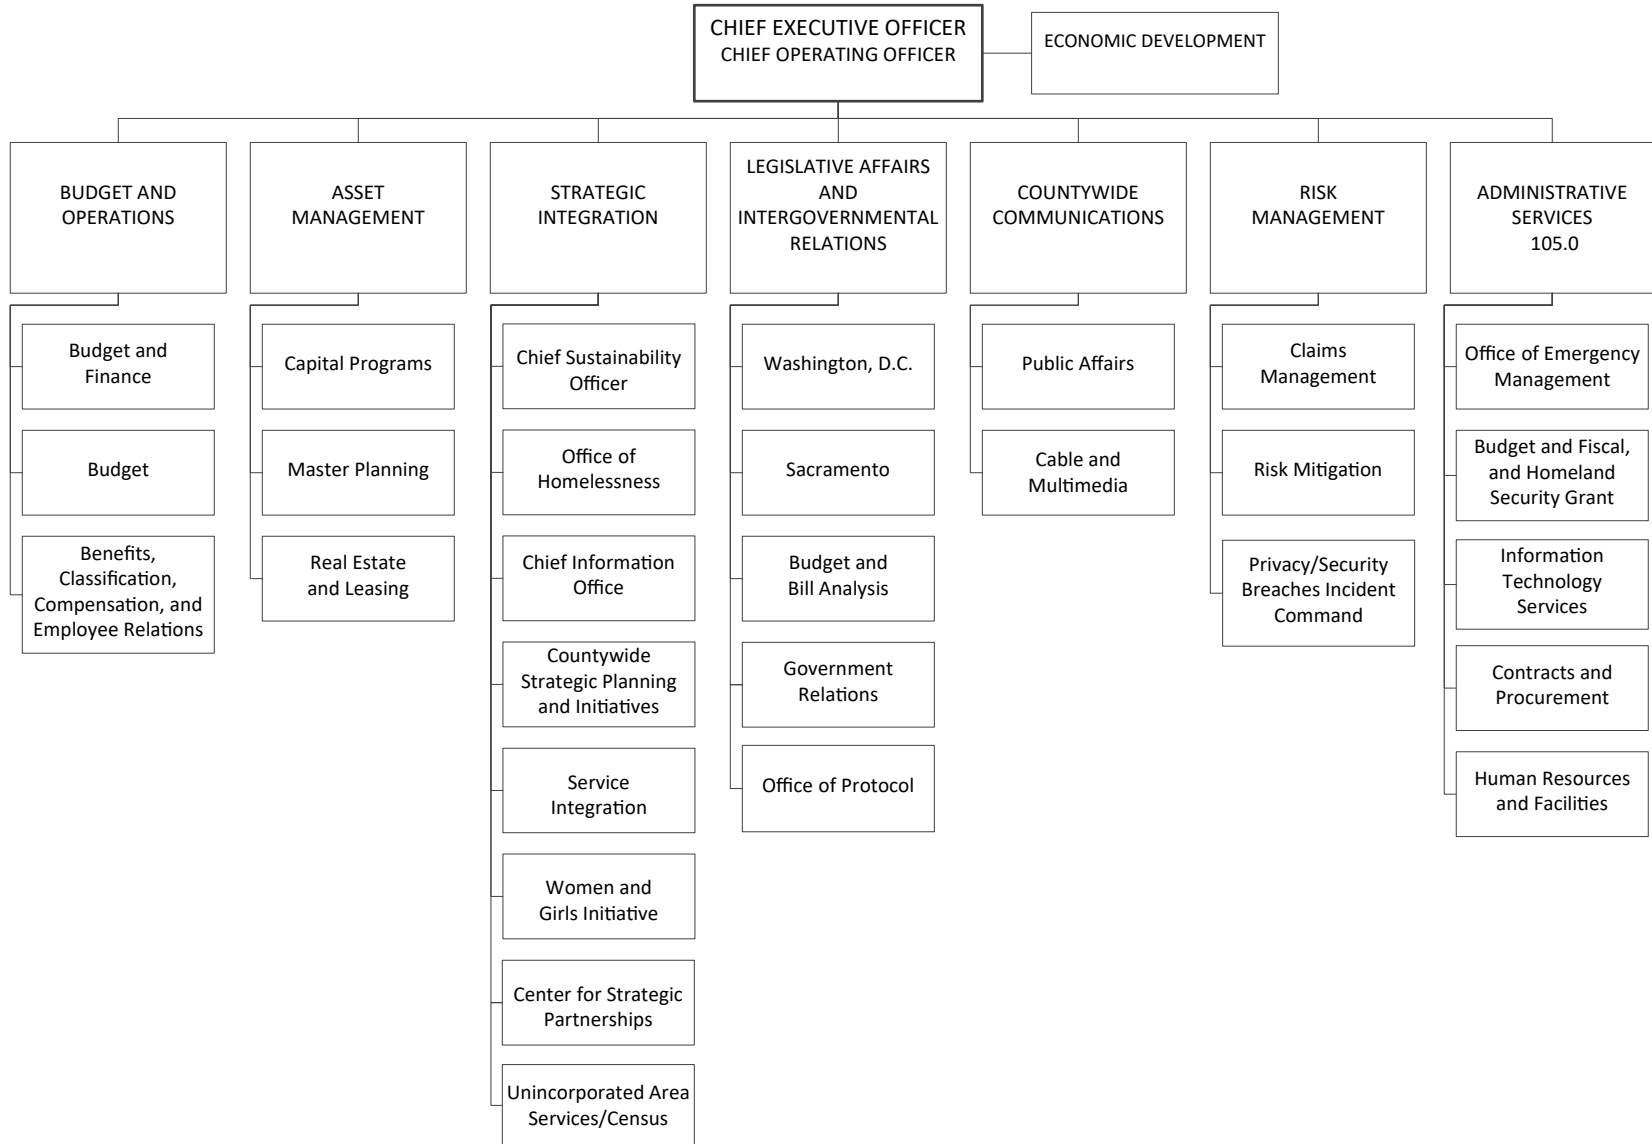 CHIEF EXECUTIVE OFFICER
CHIEF OPERATING OFFICER
ECONOMIC DEVELOPMENT
BUDGET AND
OPERATIONS
Budget and
Finance
Budget
Benefits,
Classification,
Compensation, and
Employee Relations
ASSET
MANAGEMENT
Capital Programs
Master Planning
Real Estate
and Leasing
STRATEGIC
INTEGRATION
Chief Sustainability
Officer
Office of
Homelessness
Chief Information
Office
Countywide
Strategic Planning
and Initiatives
Service
Integration
Women and
Girls Initiative
Center for Strategic
Partnerships
Unincorporated Area
Services/Census
LEGISLATIVE AFFAIRS
AND
INTERGOVERNMENTAL
RELATIONS
Washington, D.C.
Sacramento
Budget and
Bill Analysis
Government
Relations
Office of Protocol
COUNTYWIDE
COMMUNICATIONS
Public Affairs
Cable and
Multimedia
RISK
MANAGEMENT
Claims
Management
Risk Mitigation
Privacy/Security
Breaches Incident
Command
ADMINISTRATIVE
SERVICES
105.0
Office of Emergency
Management
Budget and Fiscal,
and Homeland
Security Grant
Information
Technology
Services
Contracts and
Procurement
Human Resources
and Facilities